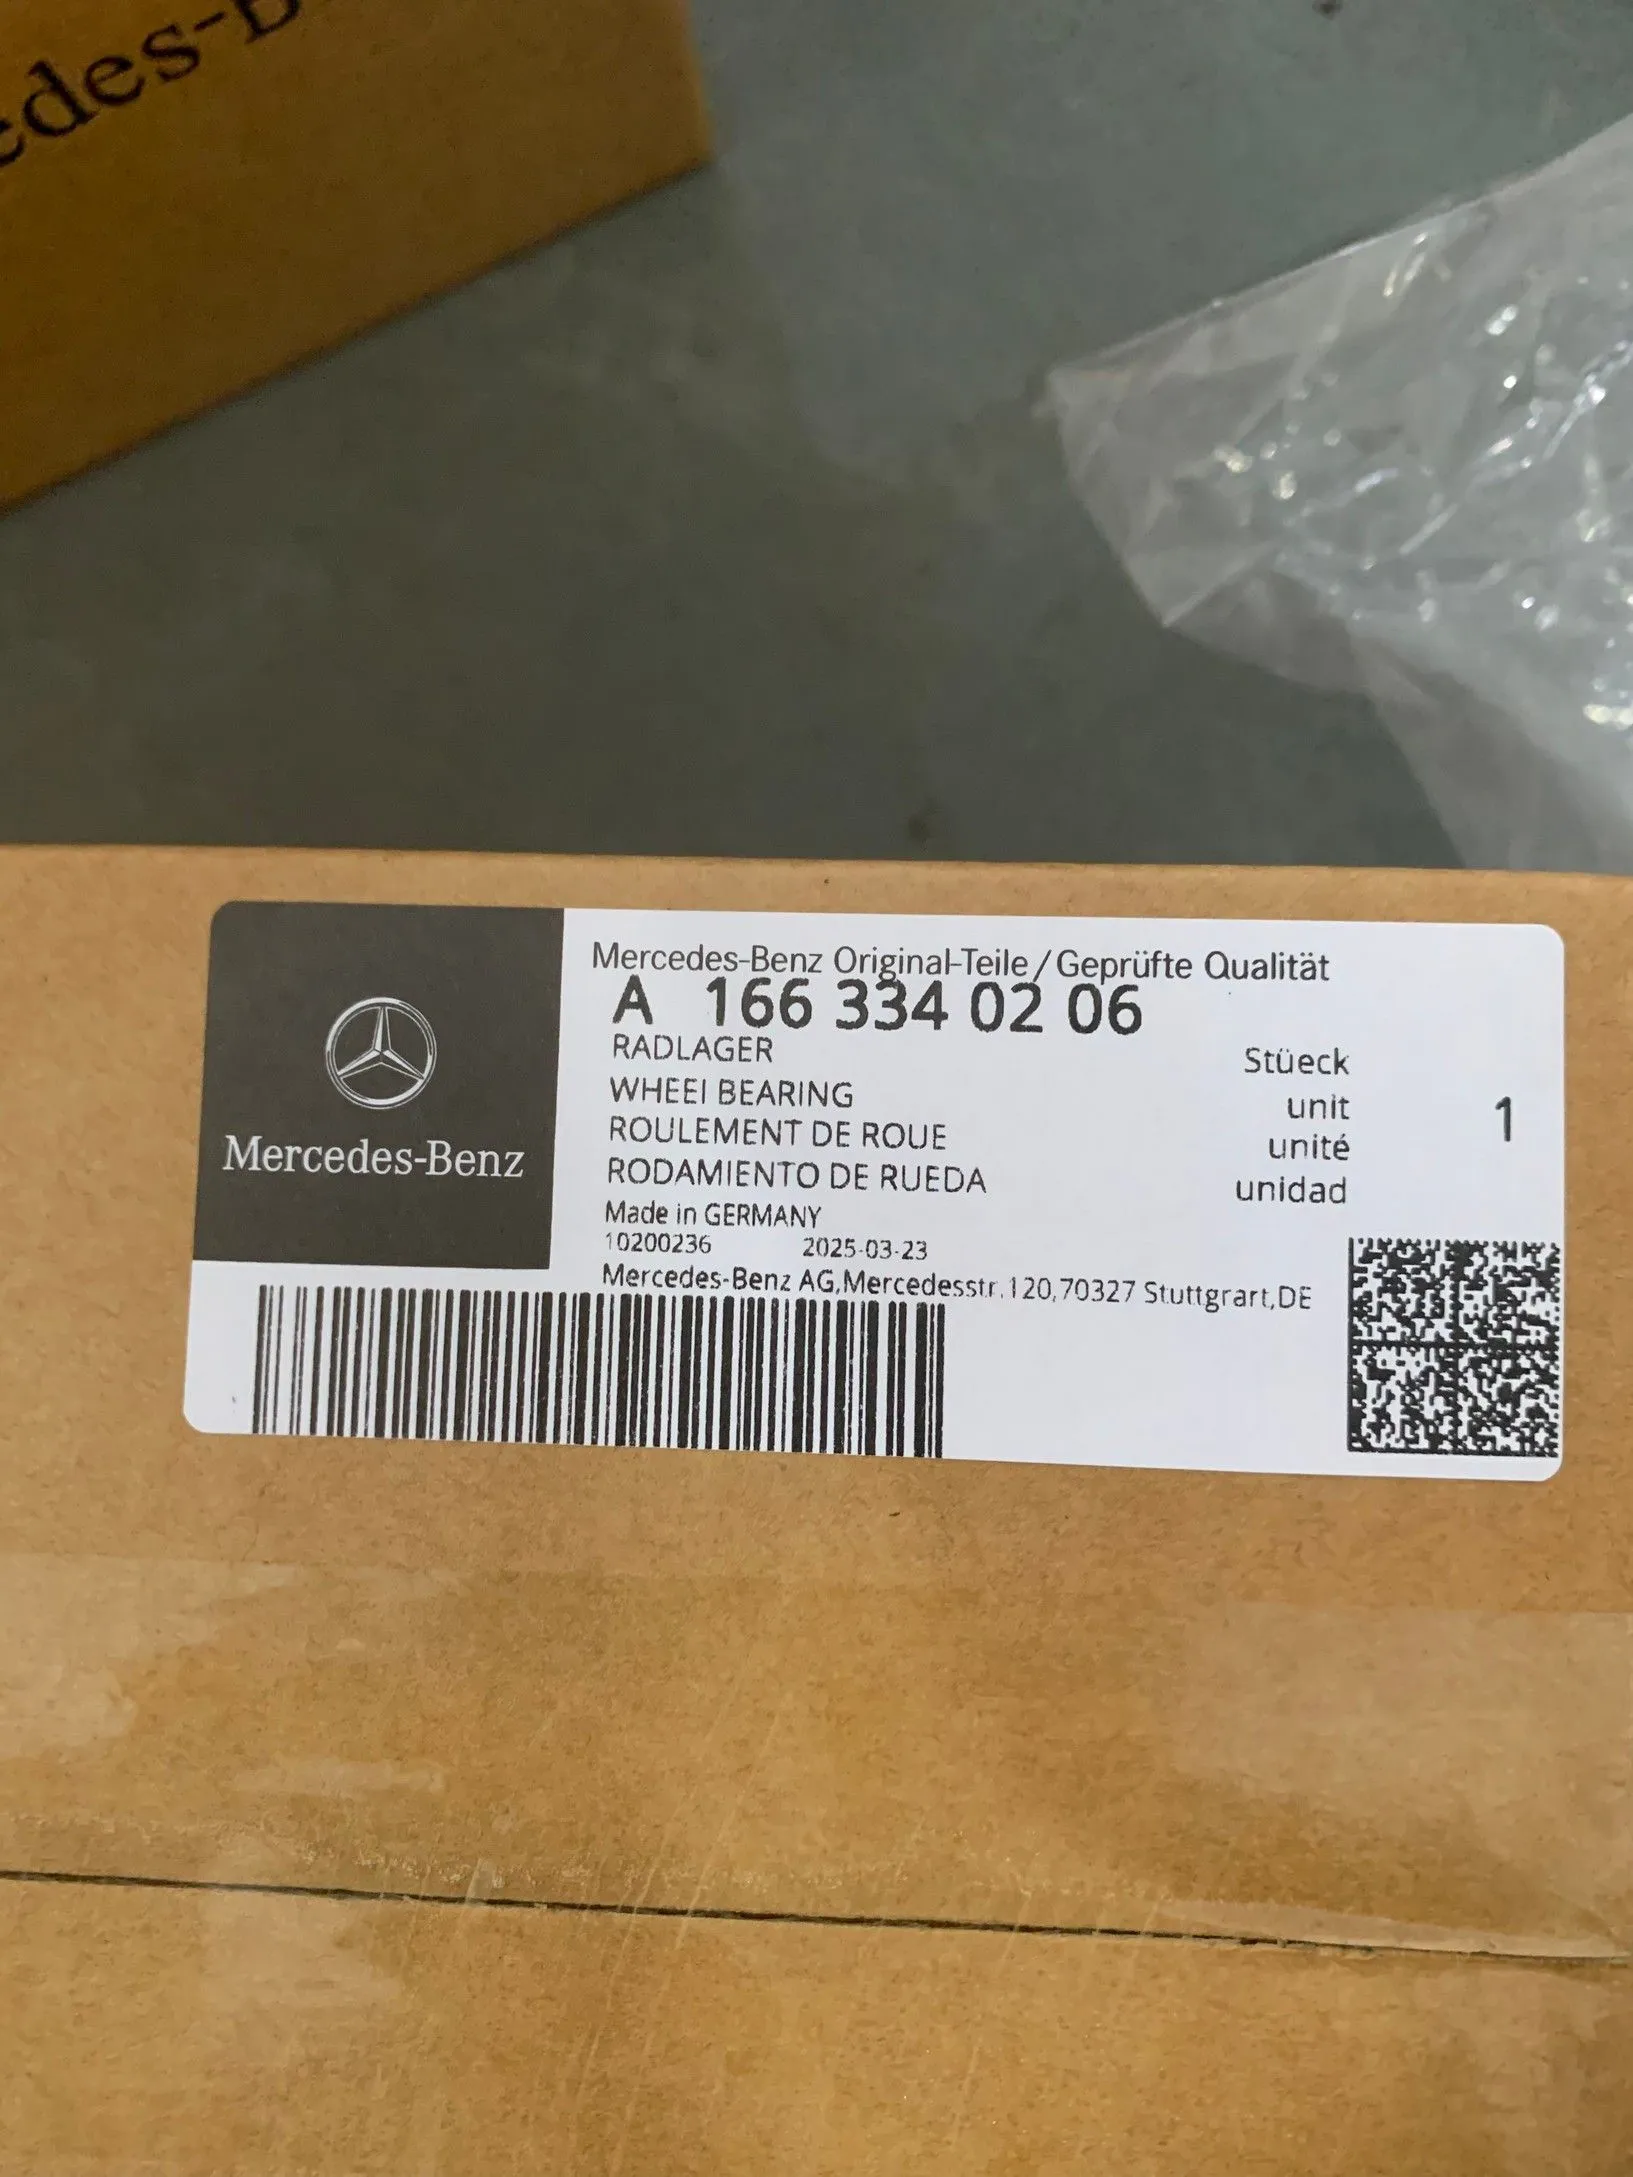 edes-B
Mercedes-Benz
Mercedes-Benz Original-Teile/Geprüfte Qualität
A 166 334 02 06
RADLAGER
WHEEI BEARING
ROULEMENT DE ROUE
RODAMIENTO DE RUEDA
Stüeck
unit
unité
unidad
1
Made in GERMANY
10200236 2025-03-23
Mercedes-Benz AG,Mercedesstr.120,70327 Stuttgrart,DE